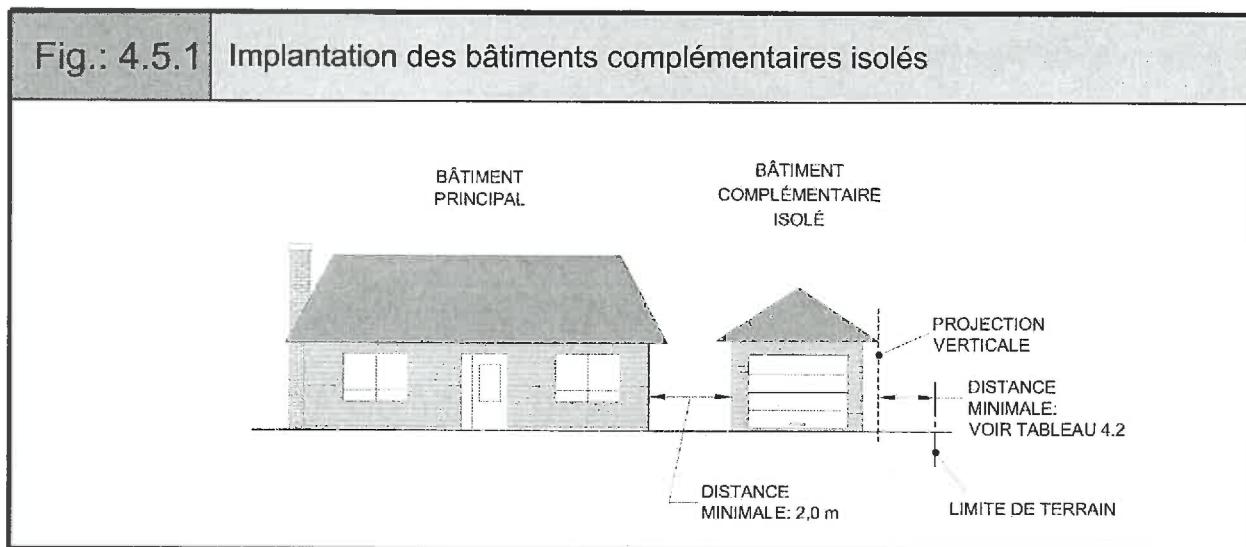 Fig.: 4.5.1
Implantation des bâtiments complémentaires isolés
BÂTIMENT
PRINCIPAL
BÂTIMENT
COMPLÉMENTAIRE
ISOLÉ
PROJECTION
VERTICALE
DISTANCE
MINIMALE:
VOIR TABLEAU 4.2
DISTANCE
MINIMALE: 2,0 m
LIMITE DE TERRAIN